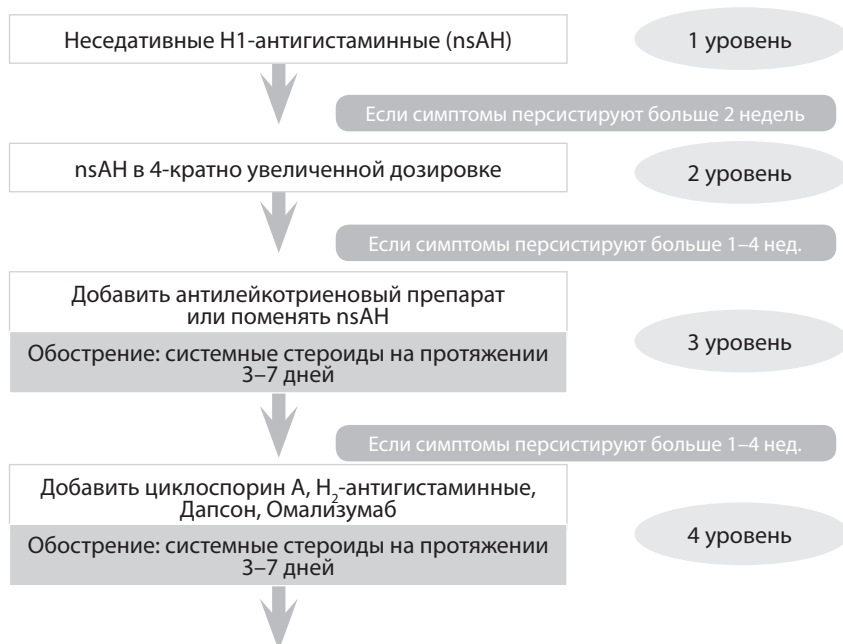 Неседативные H1-антигистаминные (nsAH)
1 уровень
Если симптомы персистируют больше 2 недель
nsAH в 4-кратно увеличенной дозировке
2 уровень
Если симптомы персистируют больше 1–4 нед.
Добавить антилейкотриеновый препарат
или поменять nsAH
Обострение: системные стероиды на протяжении
3–7 дней
3 уровень
Если симптомы персистируют больше 1–4 нед.
Добавить циклоспорин А, H₂-антигистаминные,
Дапсон, Омализумаб
Обострение: системные стероиды на протяжении
3–7 дней
4 уровень